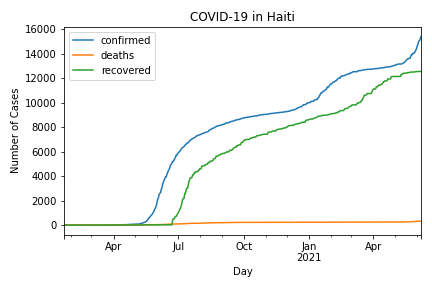 COVID-19 in Haiti
16000
14000
12000
10000
8000
6000
4000
2000
0
Number of Cases
confirmed
deaths
recovered
Apr
Jul
Oct
Jan
2021
Apr
Day